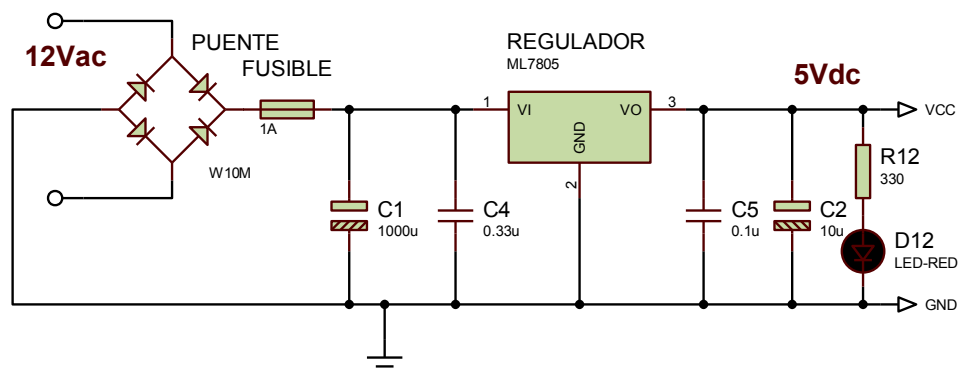 12Vac
PUENTE
FUSIBLE
1A
W10M
REGULADOR
ML7805
1
VI
VO
3
GND
2
5Vdc
VCC
C1
1000u
C4
0.33u
C5
0.1u
C2
10u
R12
330
D12
LED-RED
GND